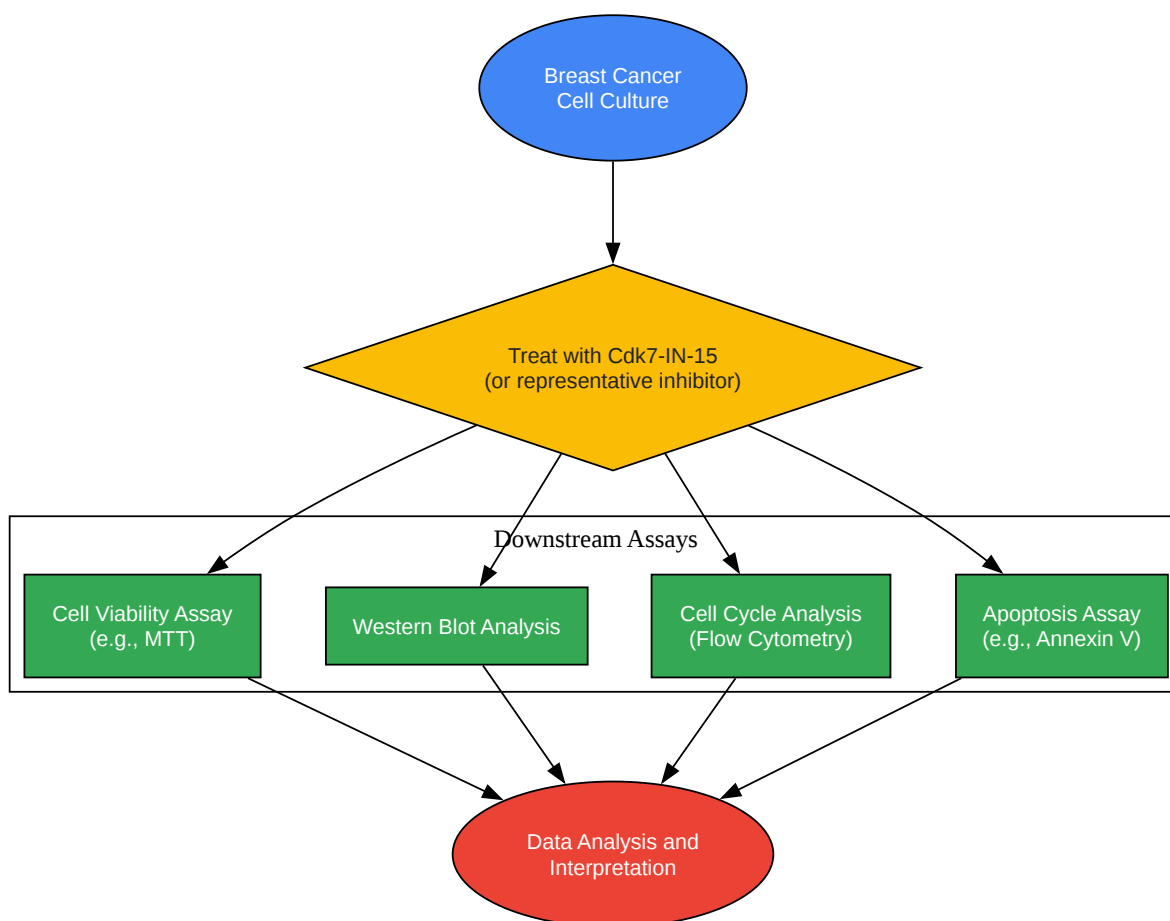 Breast Cancer
Cell Culture
Treat with Cdk7-IN-15
(or representative inhibitor)
Downstream Assays
Cell Viability Assay
(e.g., MTT)
Western Blot Analysis
Cell Cycle Analysis
(Flow Cytometry)
Apoptosis Assay
(e.g., Annexin V)
Data Analysis and
Interpretation